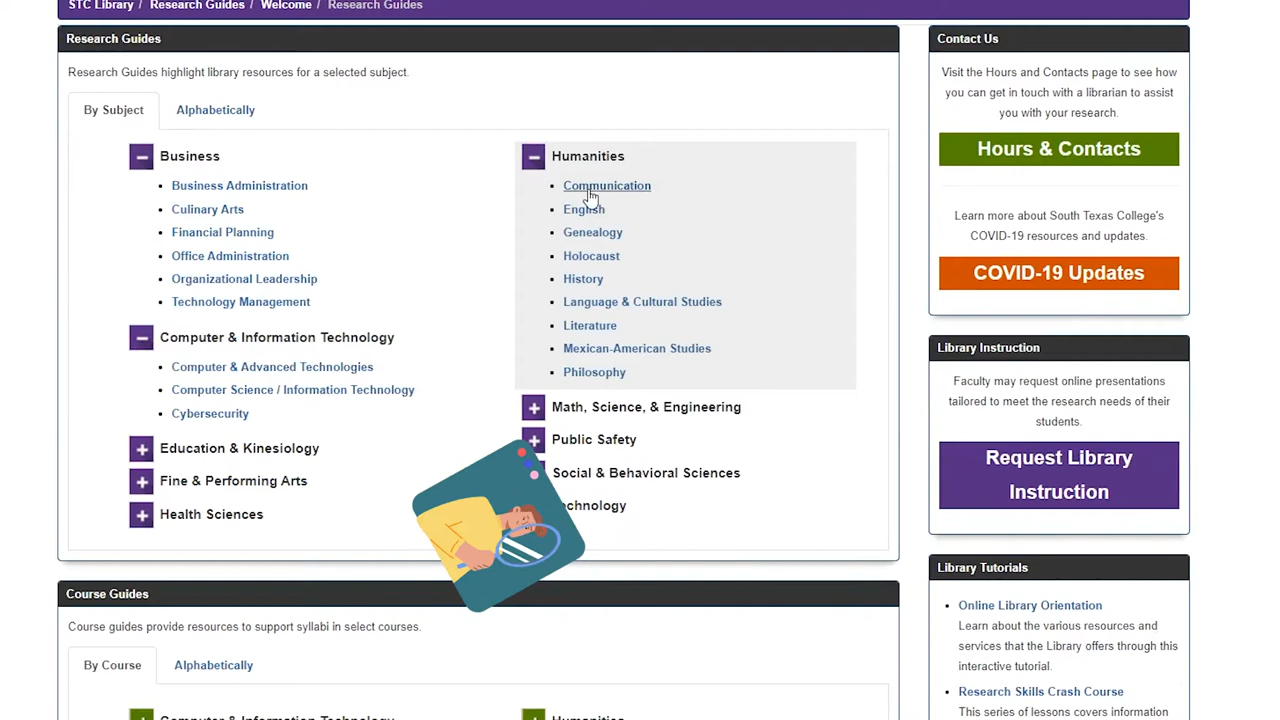 STC Library / Research Guides / Welcome / Research Guides
Research Guides
Research Guides highlight library resources for a selected subject.
By Subject
Alphabetically
Business
Business Administration
Culinary Arts
Financial Planning
Office Administration
Organizational Leadership
Technology Management
Computer & Information Technology
Computer & Advanced Technologies
Computer Science / Information Technology
Cybersecurity
Education & Kinesiology
Fine & Performing Arts
Health Sciences
Humanities
Communication
English
Genealogy
Holocaust
History
Language & Cultural Studies
Literature
Mexican-American Studies
Philosophy
Math, Science, & Engineering
Public Safety
Social & Behavioral Sciences
Course Guides
Course guides provide resources to support syllabi in select courses.
By Course
Alphabetically
Computer & Information Technology
Humanities
Contact Us
Visit the Hours and Contacts page to see how
you can get in touch with a librarian to assist
you with your research.
Hours & Contacts
Learn more about South Texas College's
COVID-19 resources and updates.
COVID-19 Updates
Library Instruction
Faculty may request online presentations
tailored to meet the research needs of their
students.
Request Library
Instruction
Library Tutorials
Online Library Orientation
Learn about the various resources and
services that the Library offers through this
interactive tutorial.
Research Skills Crash Course
This series of lessons covers information